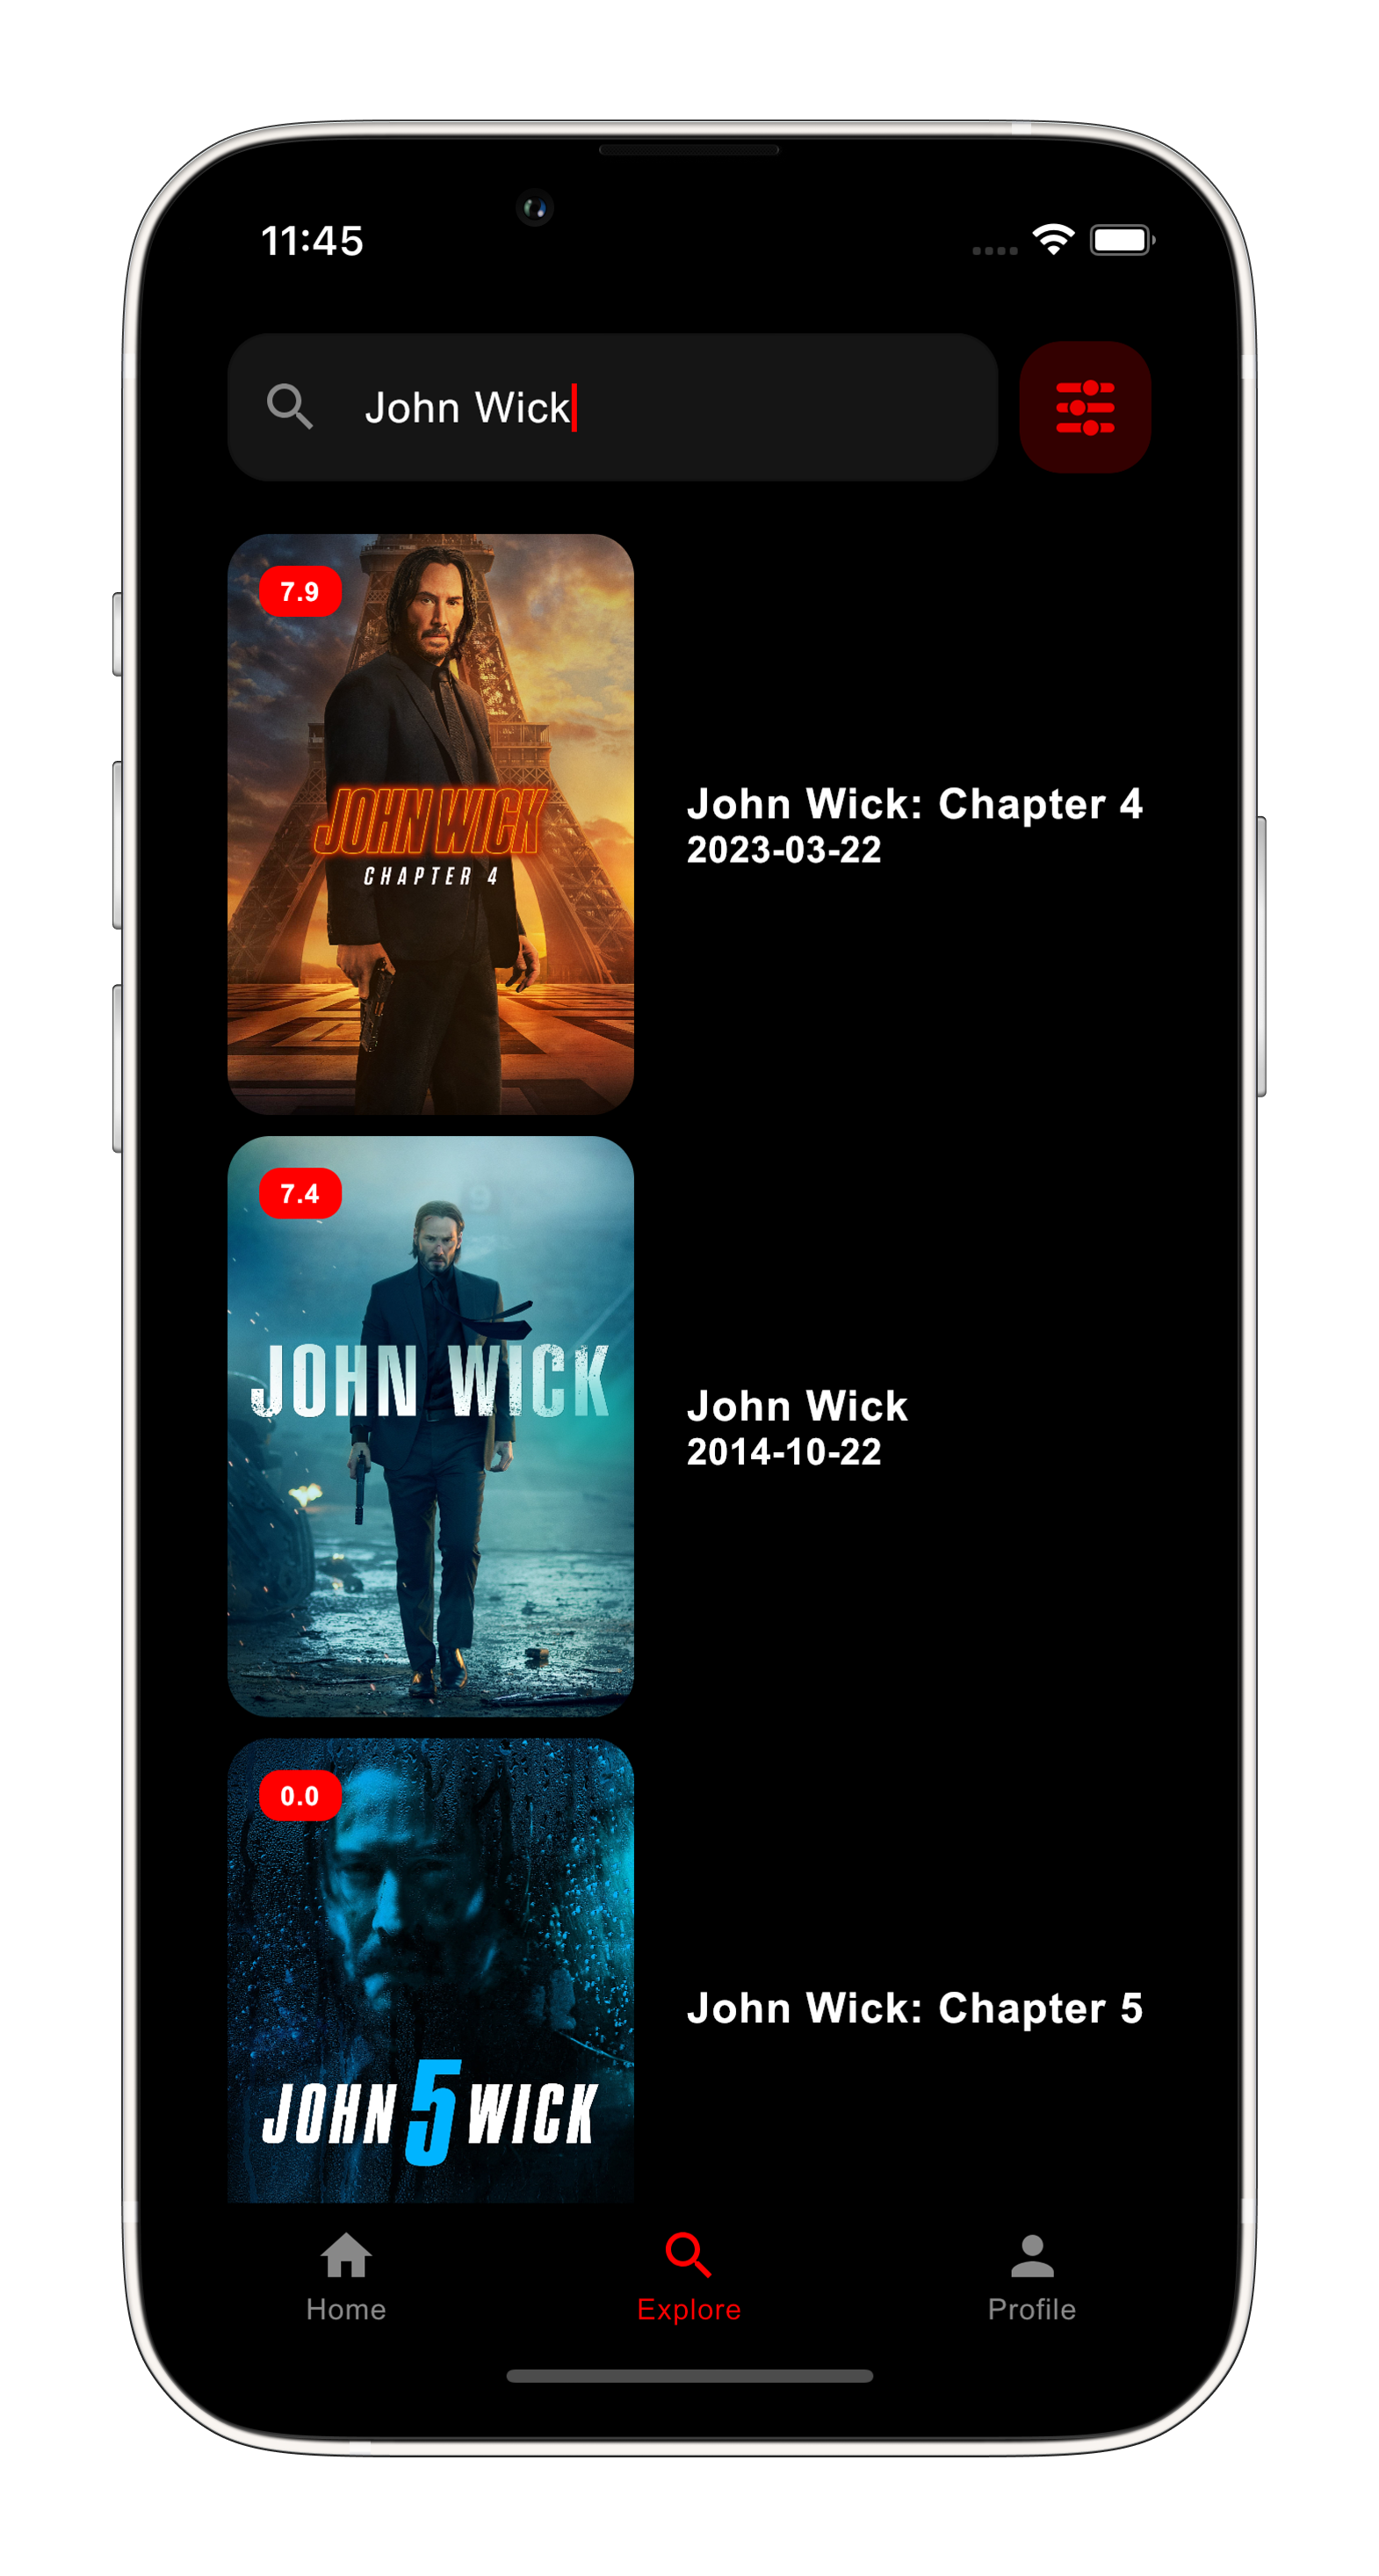 11:45
John Wick
7.9
JOHN WICK
CHAPTER 4
John Wick: Chapter 4
2023-03-22
7.4
9
JOHN WICK
John Wick
2014-10-22
0.0
JOHN 5 WICK
John Wick: Chapter 5
Home
Explore
Profile